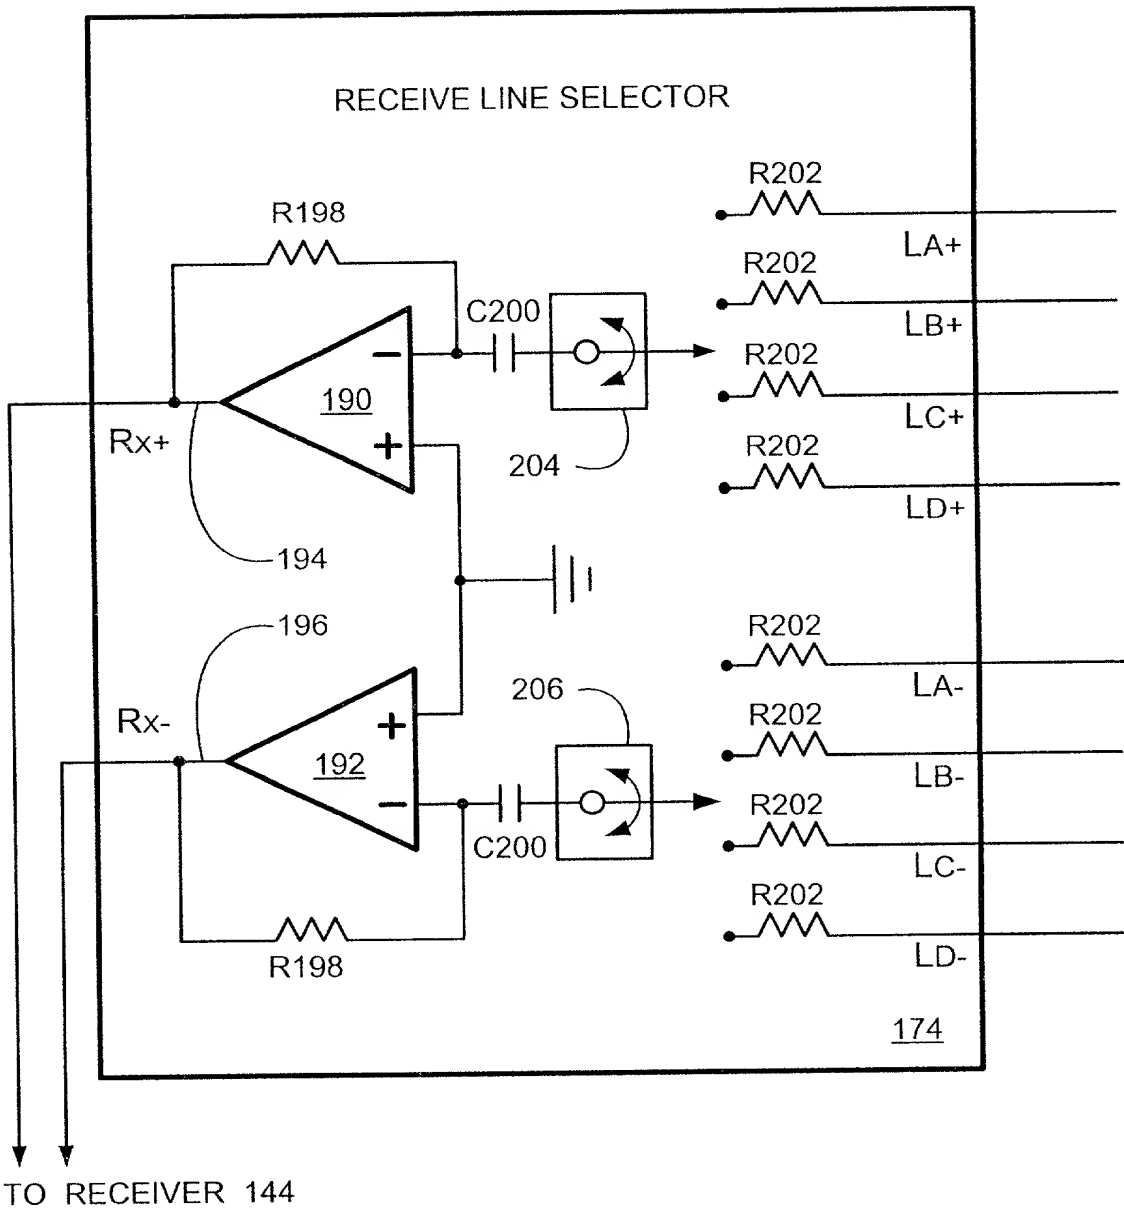 RECEIVE LINE SELECTOR
R202
LA+
R198
R202
LB+
C200
R202
LC+
190
Rx+
204
R202
LD+
194
196
R202
LA-
206
Rx-
R202
LB-
192
R202
C200
LC-
R202
R198
LD-
174
TO RECEIVER 144